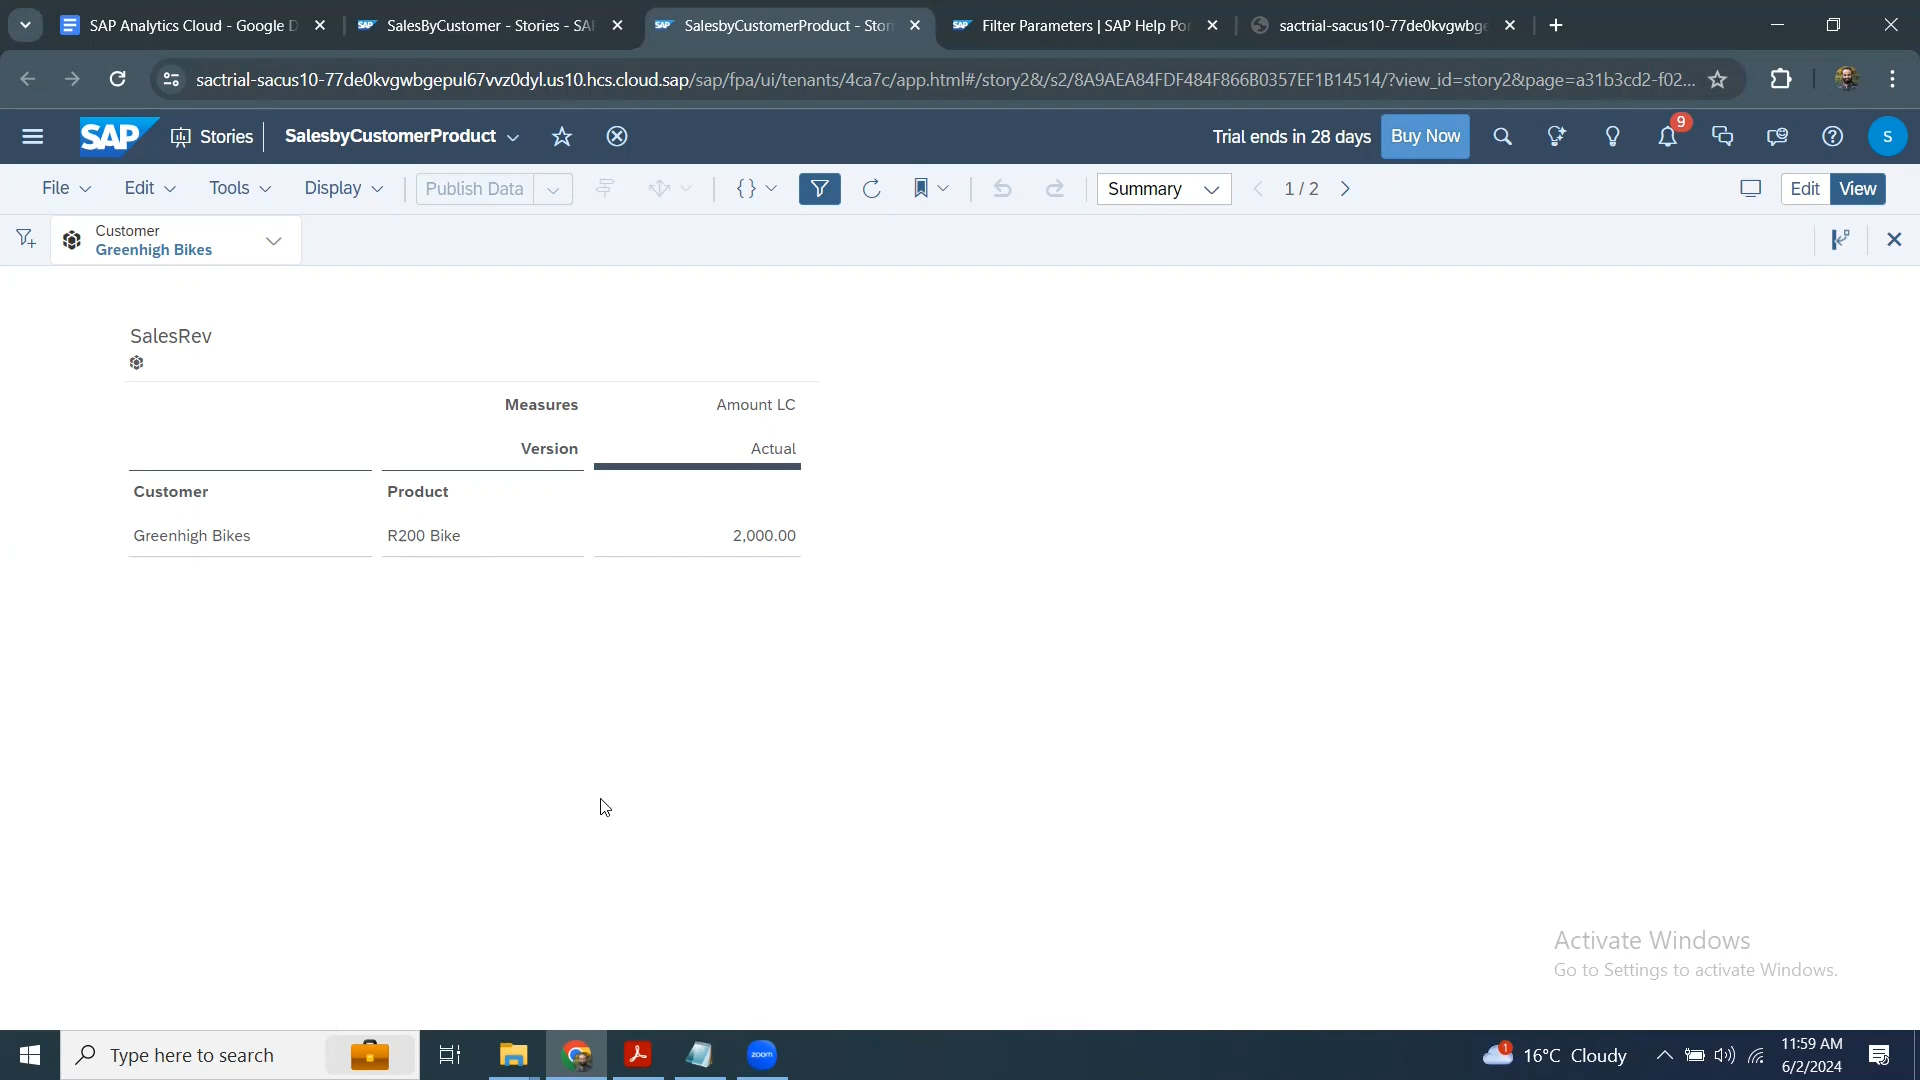 SAP Analytics Cloud - Google D
SalesByCustomer - Stories - SA
SalesbyCustomerProduct - Stor
Filter Parameters | SAP Help Po
sactrial-sacus10-77de0kvgwbge
sactrial-sacus10-77de0kvgwbgepul67vvz0dyl.us10.hcs.cloud.sap/sap/fpa/ui/tenants/4ca7c/app.html#/story2&/s2/8A9AEA84FDF484F866B0357EF1B14514/?view_id=story2&page=a31b3cd2-f02...
SAP Stories SalesbyCustomerProduct
Trial ends in 28 days Buy Now 9 S
File Edit Tools Display Publish Data {} Summary 1 / 2 Edit View
Customer
Greenhigh Bikes
SalesRev
Measures Amount LC
Version Actual
Customer Product
Greenhigh Bikes R200 Bike 2,000.00
Activate Windows
Go to Settings to activate Windows.
Type here to search zoom 1 16°C Cloudy 11:59 AM
6/2/2024